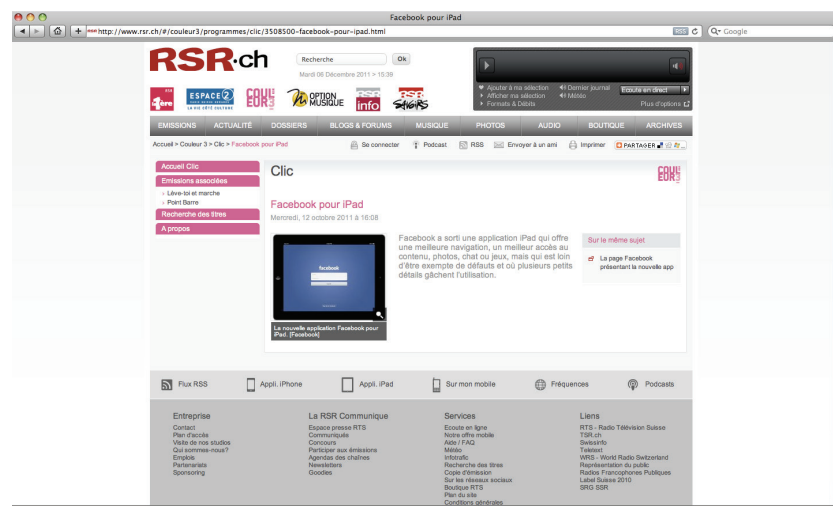 Facebook pour iPad
http://www.rsr.ch/#/couleur3/programmes/clic/3508500-facebook-pour-ipad.html
RSS
Google
RSR.ch
Recherche
Ok
Mardi 06 Décembre 2011 > 15:39
Ajouter à ma sélection
Dernier journal
Ecoute en direct
Afficher ma sélection
Météo
Formats & Débits
Plus d'options
1ère
ESPACE 2
LA VIE CÔTÉ CULTURE
COULEUR3
OPTION MUSIQUE
RSR info
RSR SAVOIRS
EMISSIONS ACTUALITÉ DOSSIERS BLOGS & FORUMS MUSIQUE PHOTOS AUDIO BOUTIQUE ARCHIVES
Accueil > Couleur 3 > Clic > Facebook pour iPad
Se connecter Podcast RSS Envoyer à un ami Imprimer PARTAGER
Accueil Clic
Emissions associées
Lève-toi et marche
Point Barre
Recherche des titres
A propos
Clic
COULEUR3
Facebook pour iPad
Mercredi, 12 octobre 2011 à 16:08
facebook
La nouvelle application Facebook pour
iPad. [Facebook]
Facebook a sorti une application iPad qui offre
une meilleure navigation, un meilleur accès au
contenu, photos, chat ou jeux, mais qui est loin
d'être exempte de défauts et où plusieurs petits
détails gâchent l'utilisation.
Sur le même sujet
La page Facebook
présentant la nouvelle app
Flux RSS Appli. iPhone Appli. iPad Sur mon mobile Fréquences Podcasts
Entreprise
Contact
Plan d'accès
Visite de nos studios
Qui sommes-nous?
Emplois
Partenariats
Sponsoring
La RSR Communique
Espace presse RTS
Communiqués
Concours
Participer aux émissions
Agendas des chaînes
Newsletters
Goodies
Services
Ecoute en ligne
Notre offre mobile
Aide / FAQ
Météo
Infotrafic
Recherche des titres
Copie d'émission
Sur les réseaux sociaux
Boutique RTS
Plan du site
Conditions générales
Liens
RTS - Radio Télévision Suisse
TSR.ch
Swissinfo
Teletext
WRS - World Radio Switzerland
Représentation du public
Radios Francophones Publiques
Label Suisse 2010
SRG SSR